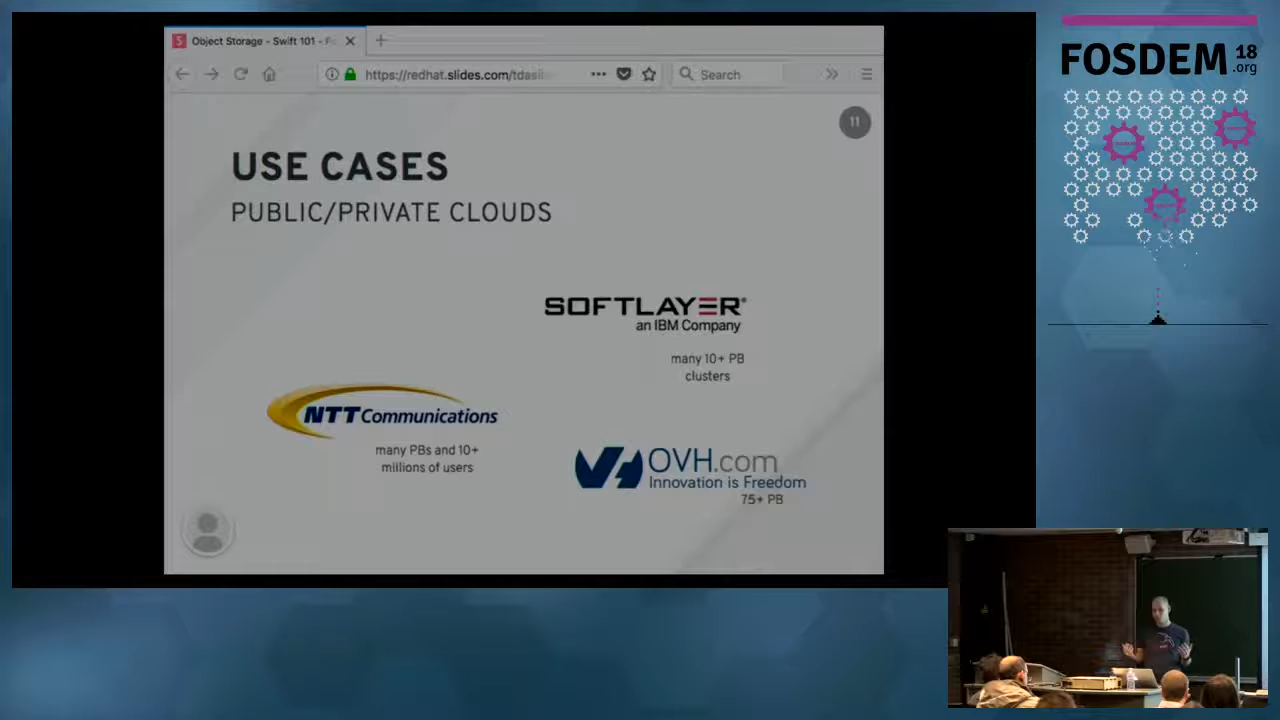 Object Storage - Swift 101 - Fo
https://redhat.slides.com/tdasil
Search
11
USE CASES
PUBLIC/PRIVATE CLOUDS
SOFTLAYER®
an IBM Company
many 10+ PB
clusters
NTT Communications
many PBs and 10+
millions of users
OVH.com
Innovation is Freedom
75+ PB
FOSDEM 18
.org